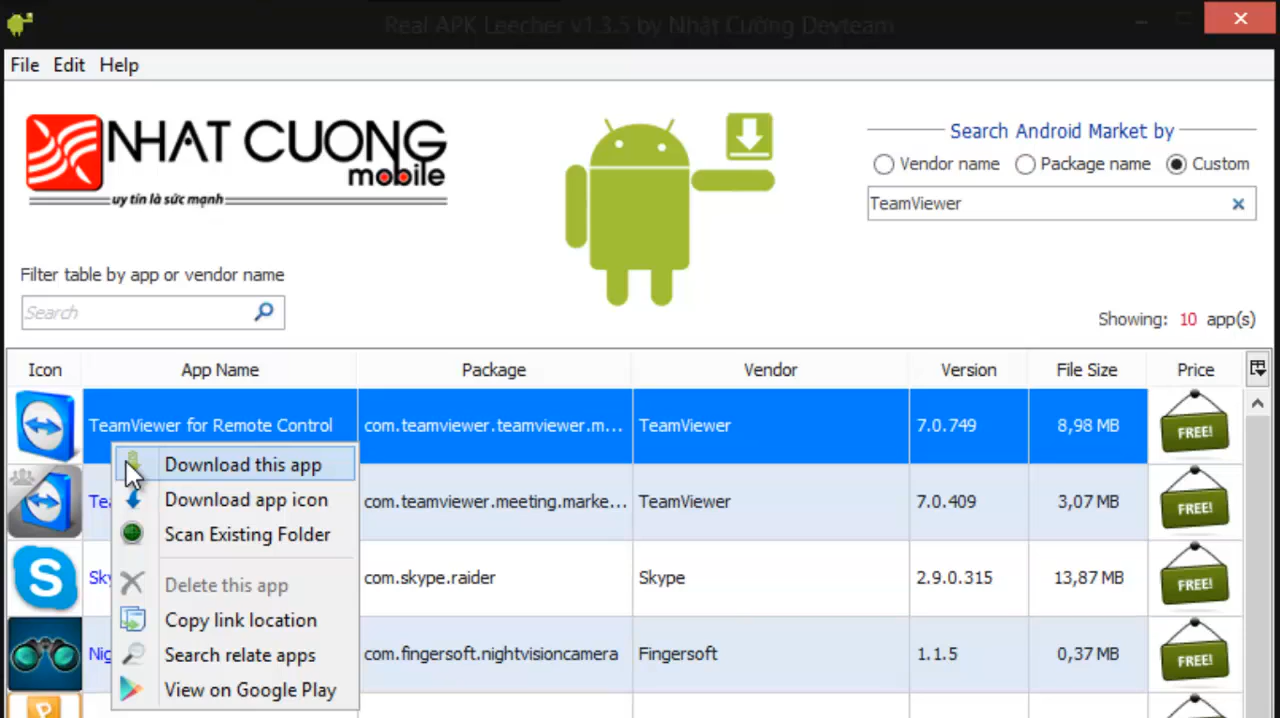 Real APK Leecher v1.3.5 by Nhật Cường Devteam
File Edit Help
NHAT CUONG
mobile
uy tín là sức mạnh
Search Android Market by
Vendor name Package name Custom
TeamViewer
Filter table by app or vendor name
Search
Showing: 10 app(s)
Icon App Name Package Vendor Version File Size Price
TeamViewer for Remote Control com.teamviewer.teamviewer.m... TeamViewer 7.0.749 8,98 MB FREE!
Download this app
Tea com.teamviewer.meeting.marke... TeamViewer 7.0.409 3,07 MB FREE!
Download app icon
Scan Existing Folder
S Sky com.skype.raider Skype 2.9.0.315 13,87 MB FREE!
Delete this app
Copy link location
Nig com.fingersoft.nightvisioncamera Fingersoft 1.1.5 0,37 MB FREE!
Search relate apps
View on Google Play
P